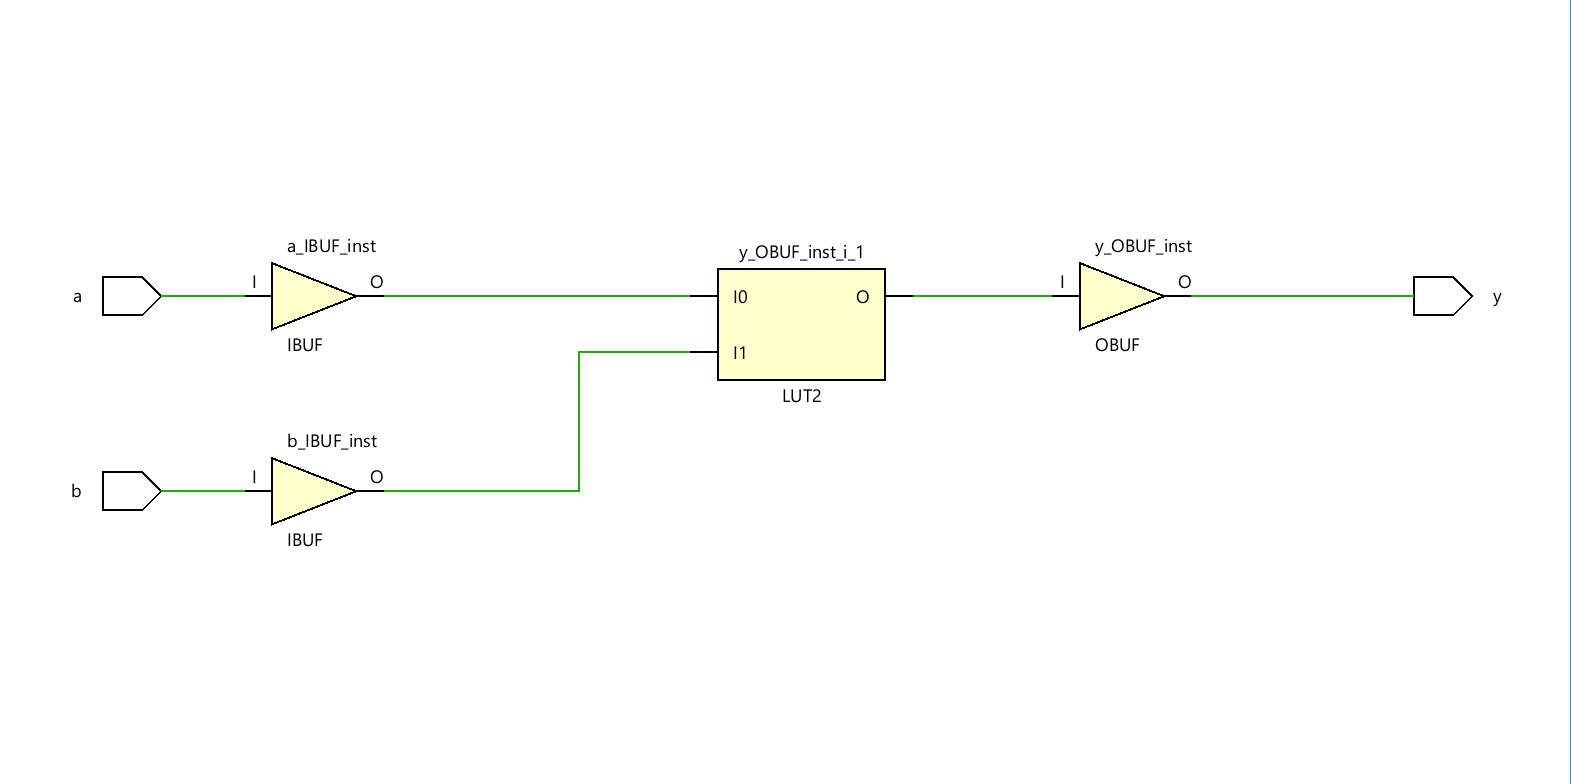 a_IBUF_inst
y_OBUF_inst_i_1
y_OBUF_inst
a
I
O
I0
O
I
O
y
IBUF
I1
OBUF
LUT2
b_IBUF_inst
b
I
O
IBUF